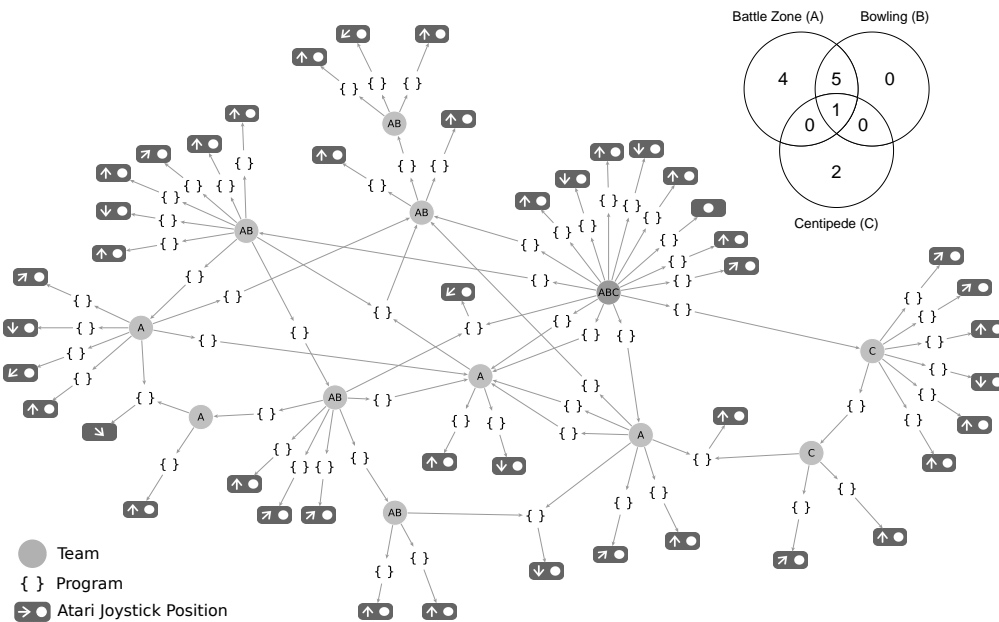 Battle Zone (A)
Bowling (B)
4
5
0
1
0
0
2
Centipede (C)
AB
AB
AB
ABC
A
C
A
AB
A
A
C
AB
Team
{ } Program
Atari Joystick Position